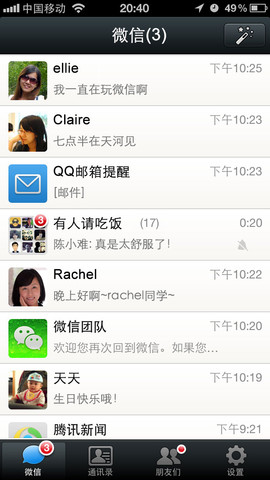 中国移动 20:40 49%
微信(3)
ellie 下午10:25
我一直在玩微信啊
Claire 下午10:23
七点半在天河见
QQ邮箱提醒 下午10:23
[邮件]
3
有人请吃饭 (17) 0:20
陈小难: 真是太舒服了!
Rachel 下午10:22
晚上好啊~rachel同学~
微信团队 下午10:20
欢迎您再次回到微信。如果您...
天天 下午10:19
生日快乐哦!
腾讯新闻 下午9:21
3
微信 通讯录 朋友们 设置